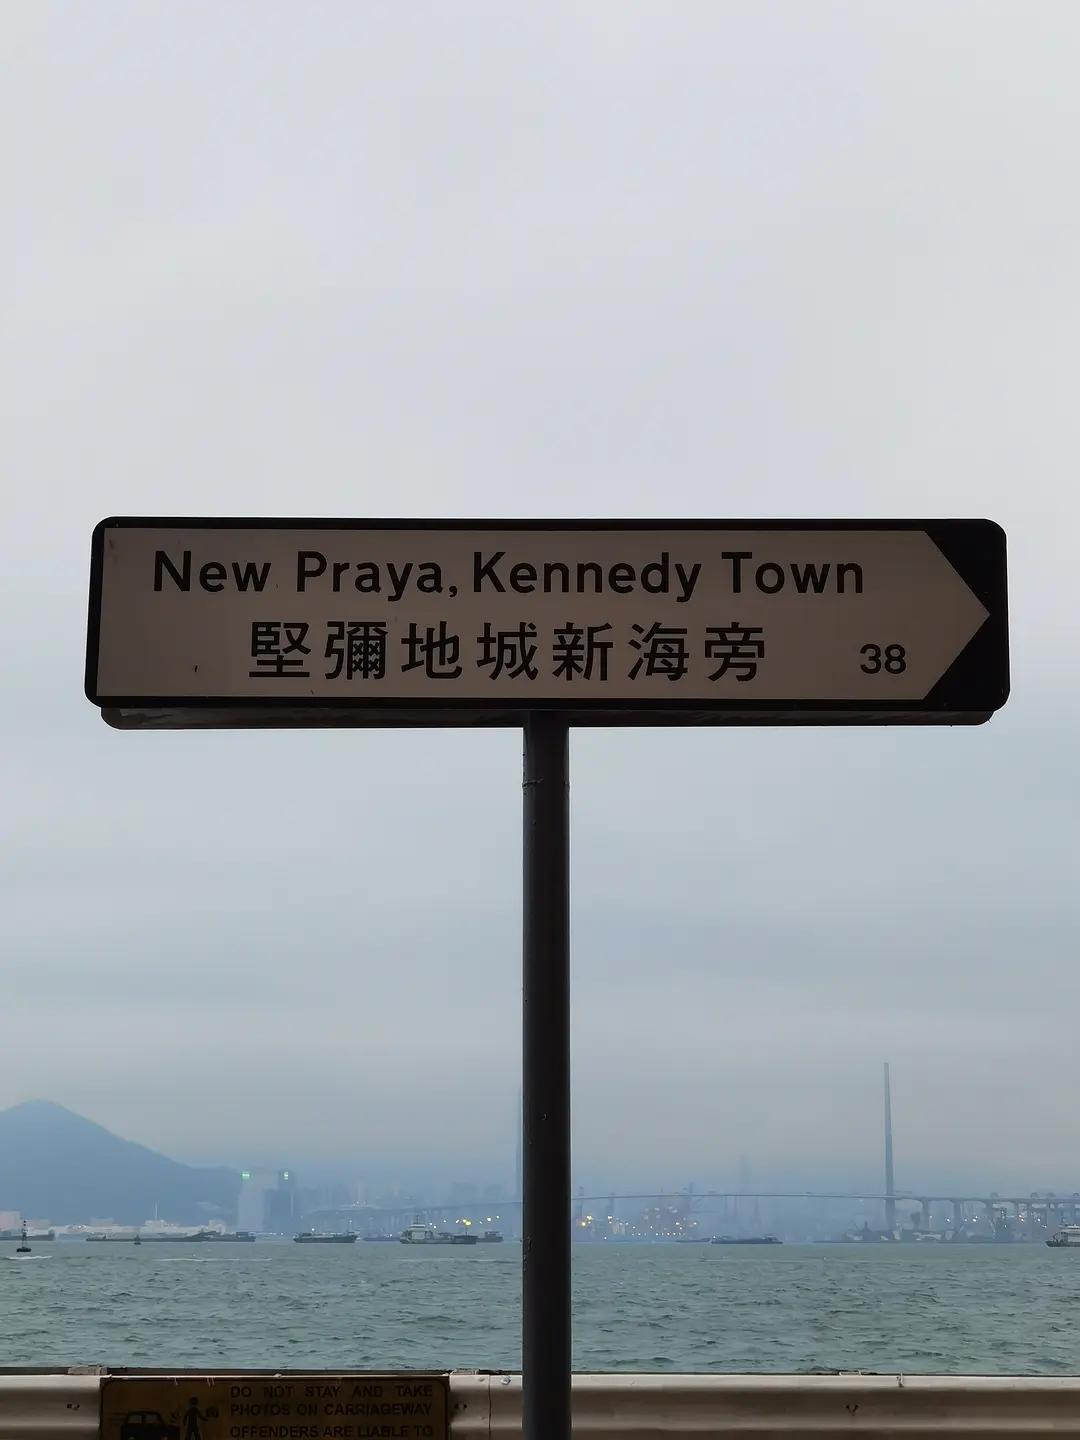 New Praya, Kennedy Town
堅彌地城新海旁
38
DO NOT STAY AND TAKE
PHOTOS ON CARRIAGEWAY
OFFENDERS ARE LIABLE TO